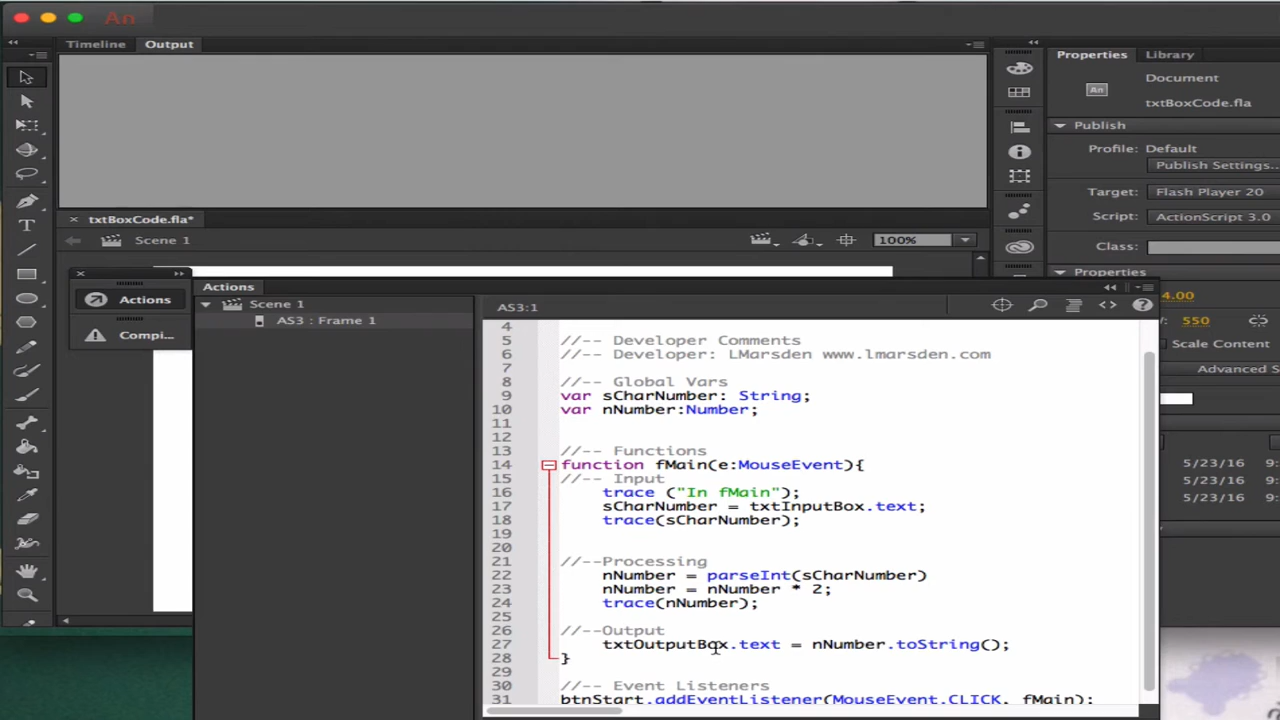 An
Timeline Output
Properties Library
Document
An
txtBoxCode.fla
Publish
Profile: Default
Publish Settings...
Target: Flash Player 20
Script: ActionScript 3.0
Class:
Properties
txtBoxCode.fla*
Scene 1
100%
Actions
Compi...
Actions
Scene 1
AS3 : Frame 1
AS3:1
4.00
550
Scale Content
Advanced S
5/23/16 9:
5/23/16 9:
5/23/16 9:
4
5 //-- Developer Comments
6 //-- Developer: LMarsden www.lmarsden.com
7
8 //-- Global Vars
9 var sCharNumber: String;
10 var nNumber:Number;
11
12
13 //-- Functions
14 function fMain(e:MouseEvent){
15 //-- Input
16 trace ("In fMain");
17 sCharNumber = txtInputBox.text;
18 trace(sCharNumber);
19
20
21 //--Processing
22 nNumber = parseInt(sCharNumber)
23 nNumber = nNumber * 2;
24 trace(nNumber);
25
26 //--Output
27 txtOutputBox.text = nNumber.toString();
28 }
29
30 //-- Event Listeners
31 btnStart.addEventListener(MouseEvent.CLICK, fMain);